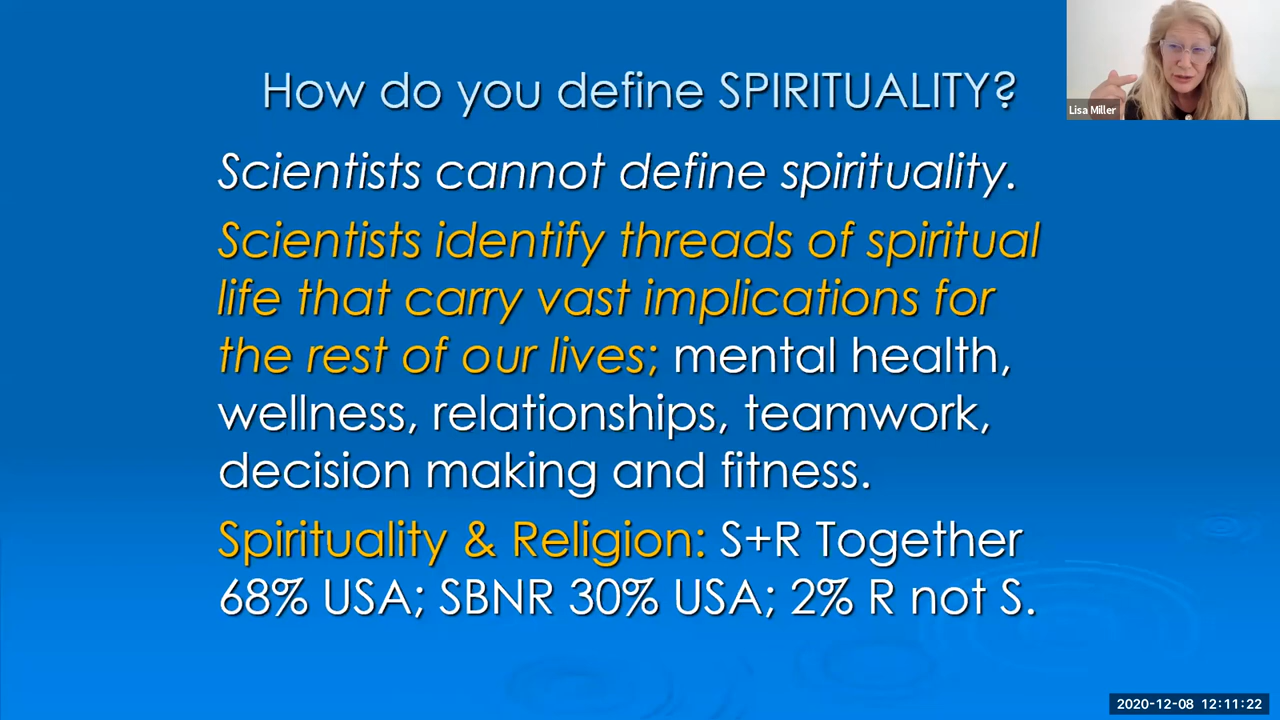 How do you define SPIRITUALITY?
Lisa Miller
Scientists cannot define spirituality.
Scientists identify threads of spiritual
life that carry vast implications for
the rest of our lives; mental health,
wellness, relationships, teamwork,
decision making and fitness.
Spirituality & Religion: S+R Together
68% USA; SBNR 30% USA; 2% R not S.
2020-12-08 12:11:22